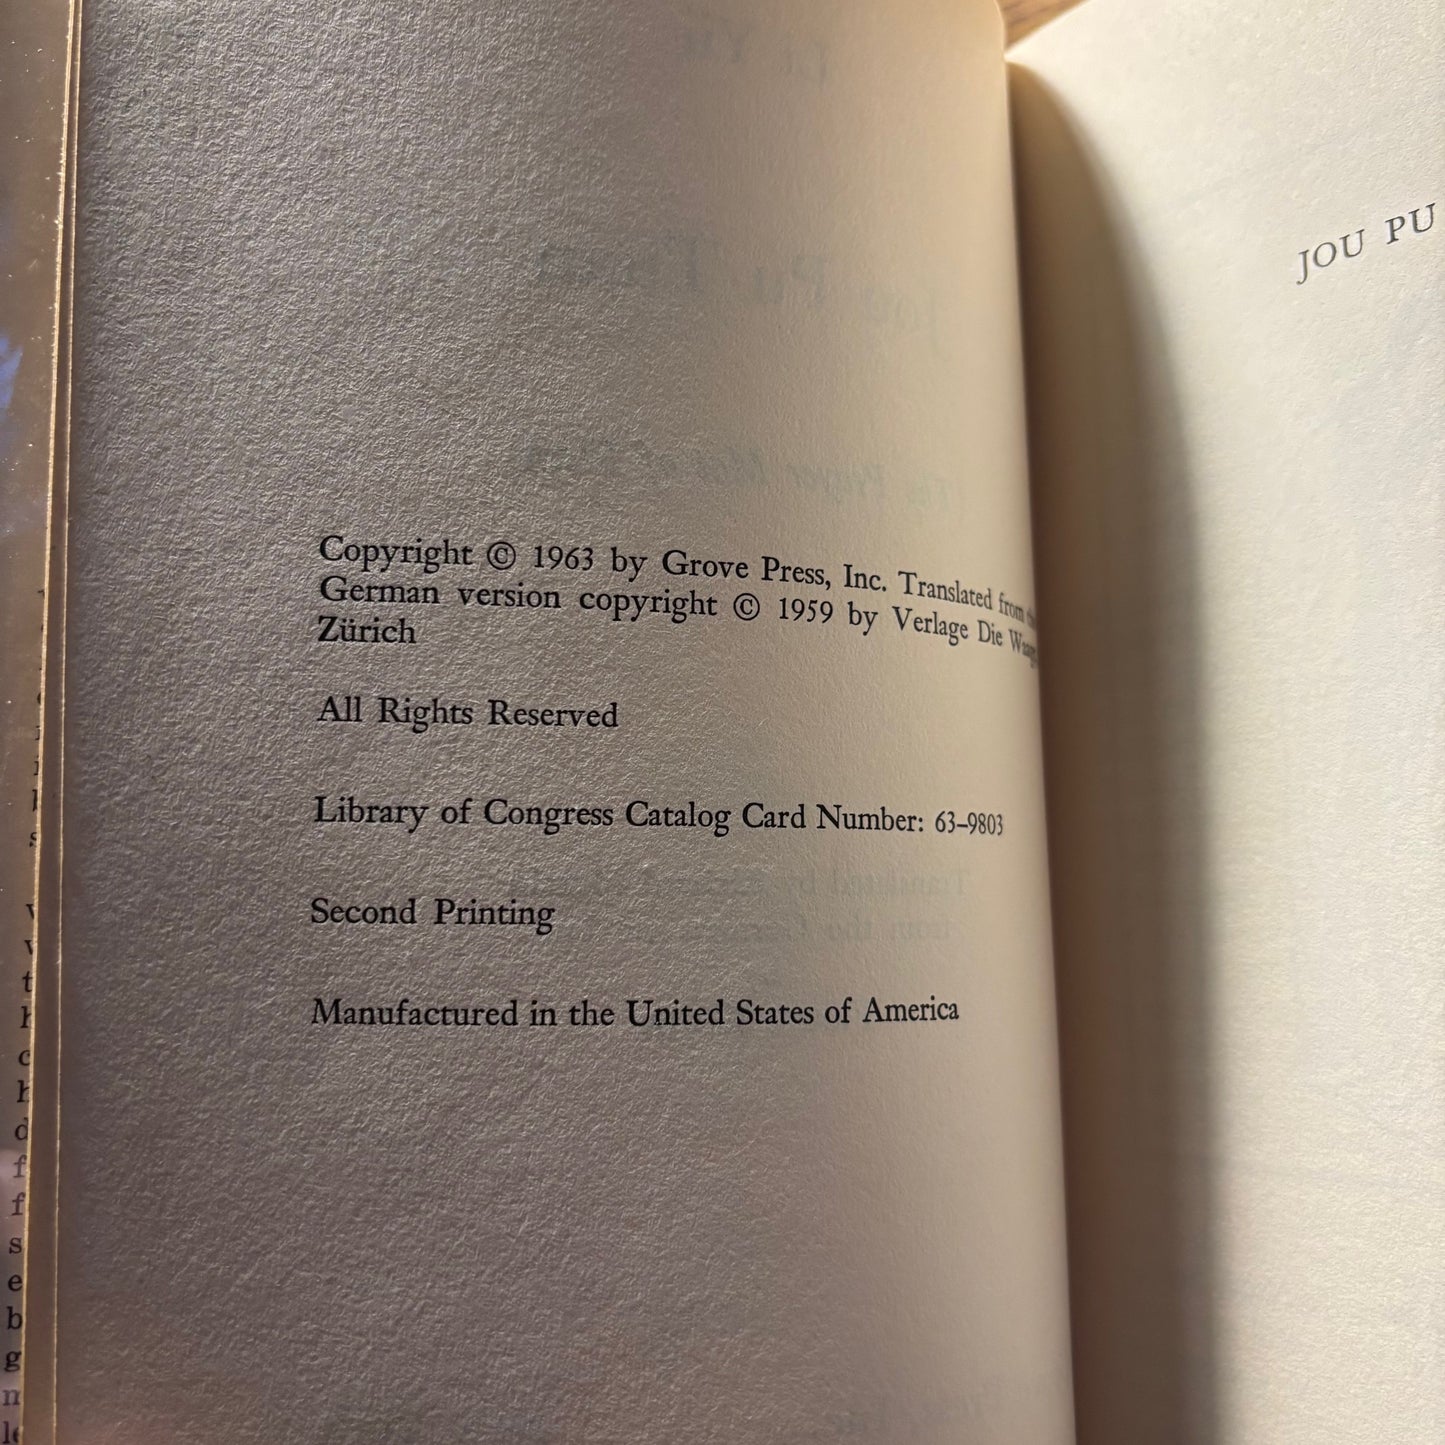 Copyright © 1963 by Grove Press, Inc. Translated from the
German version copyright © 1959 by Verlage Die Waage
Zürich
All Rights Reserved
Library of Congress Catalog Card Number: 63–9803
Second Printing
Manufactured in the United States of America
JOU PU